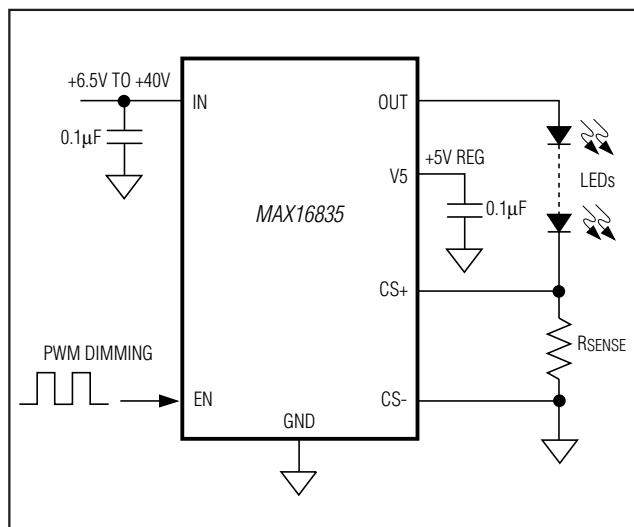 +6.5V TO +40V
IN
OUT
0.1µF
+5V REG
V5
LEDs
MAX16835
0.1µF
CS+
RSENSE
PWM DIMMING
EN
CS-
GND